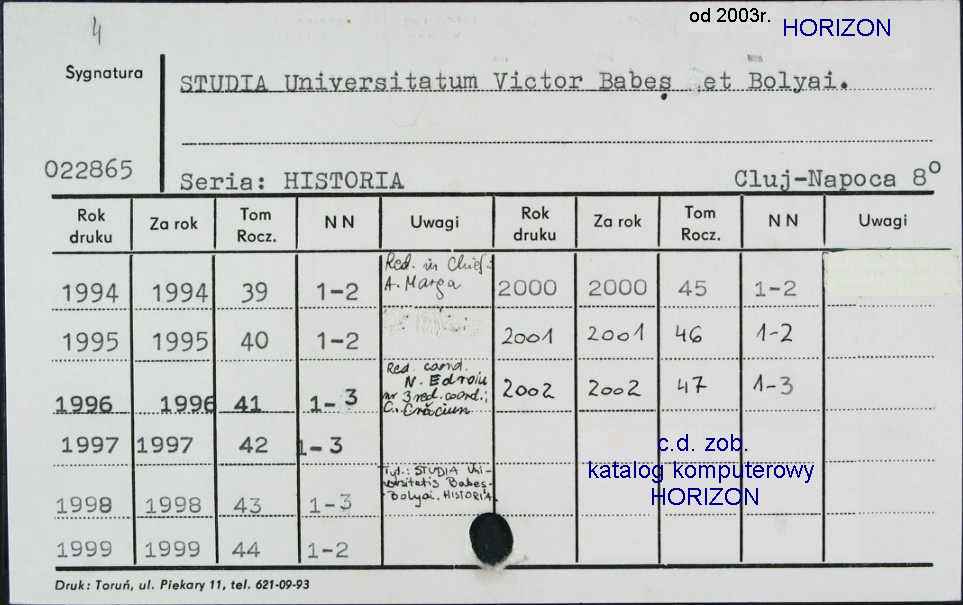 4
od 2003r. HORIZON
Sygnatura
STUDIA Universitatum Victor Babeş et Bolyai.
022865
Seria: HISTORIA Cluj-Napoca 8°
Rok druku Za rok Tom Rocz. N N Uwagi Rok druku Za rok Tom Rocz. N N Uwagi
Red. in Chief:
1994 1994 39 1-2 A. Marga 2000 2000 45 1-2
1995 1995 40 1-2 2001 2001 46 1-2
Red. coord.
N. Edroiu
nr 3 red. coord.;
1996 1996 41 1-3 C. Crăciun 2002 2002 47 1-3
1997 1997 42 1-3
c.d. zob.
katalog komputerowy
HORIZON
Tyt.: STUDIA Uni-
versitatis Babeş-
1998 1998 43 1-3 Bolyai. HISTORIA
1999 1999 44 1-2
Druk: Toruń, ul. Piekary 11, tel. 621-09-93